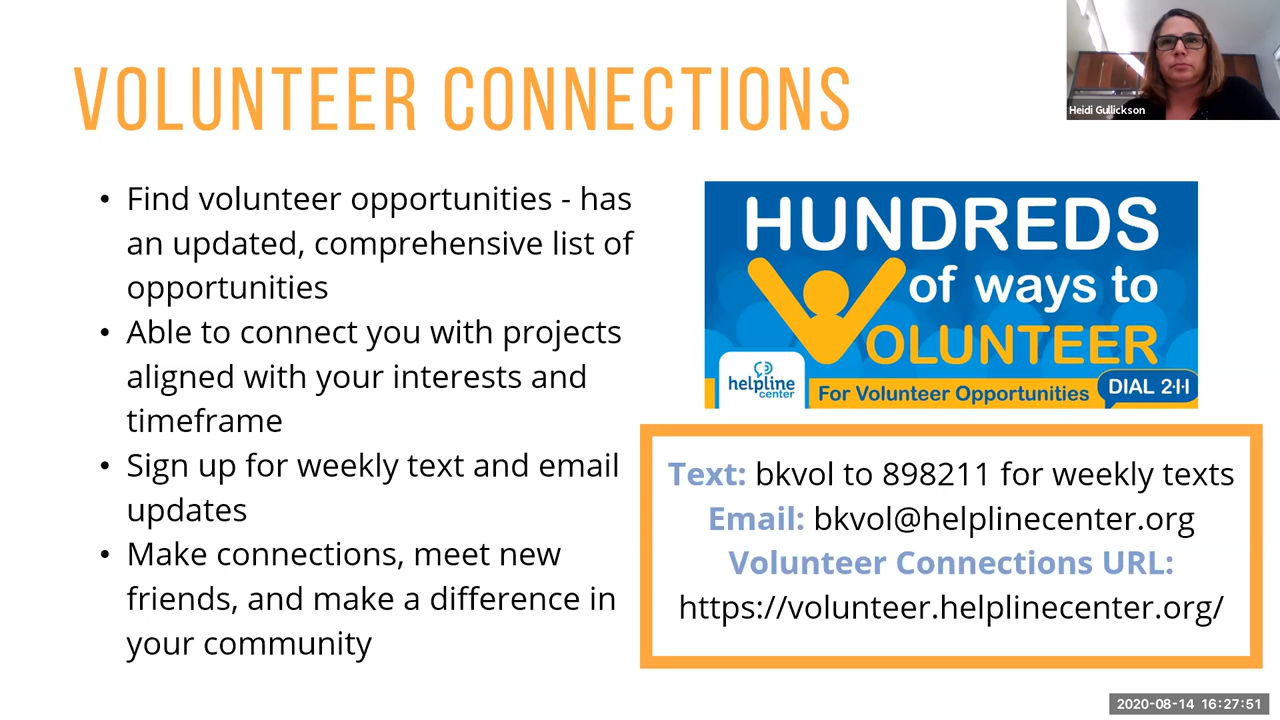 VOLUNTEER CONNECTIONS
Heidi Gullickson
• Find volunteer opportunities - has
an updated, comprehensive list of
opportunities
• Able to connect you with projects
aligned with your interests and
timeframe
• Sign up for weekly text and email
updates
• Make connections, meet new
friends, and make a difference in
your community
HUNDREDS
of ways to
VOLUNTEER
helpline
center
For Volunteer Opportunities
DIAL 2·1·1
Text: bkvol to 898211 for weekly texts
Email: bkvol@helplinecenter.org
Volunteer Connections URL:
https://volunteer.helplinecenter.org/
2020-08-14 16:27:51